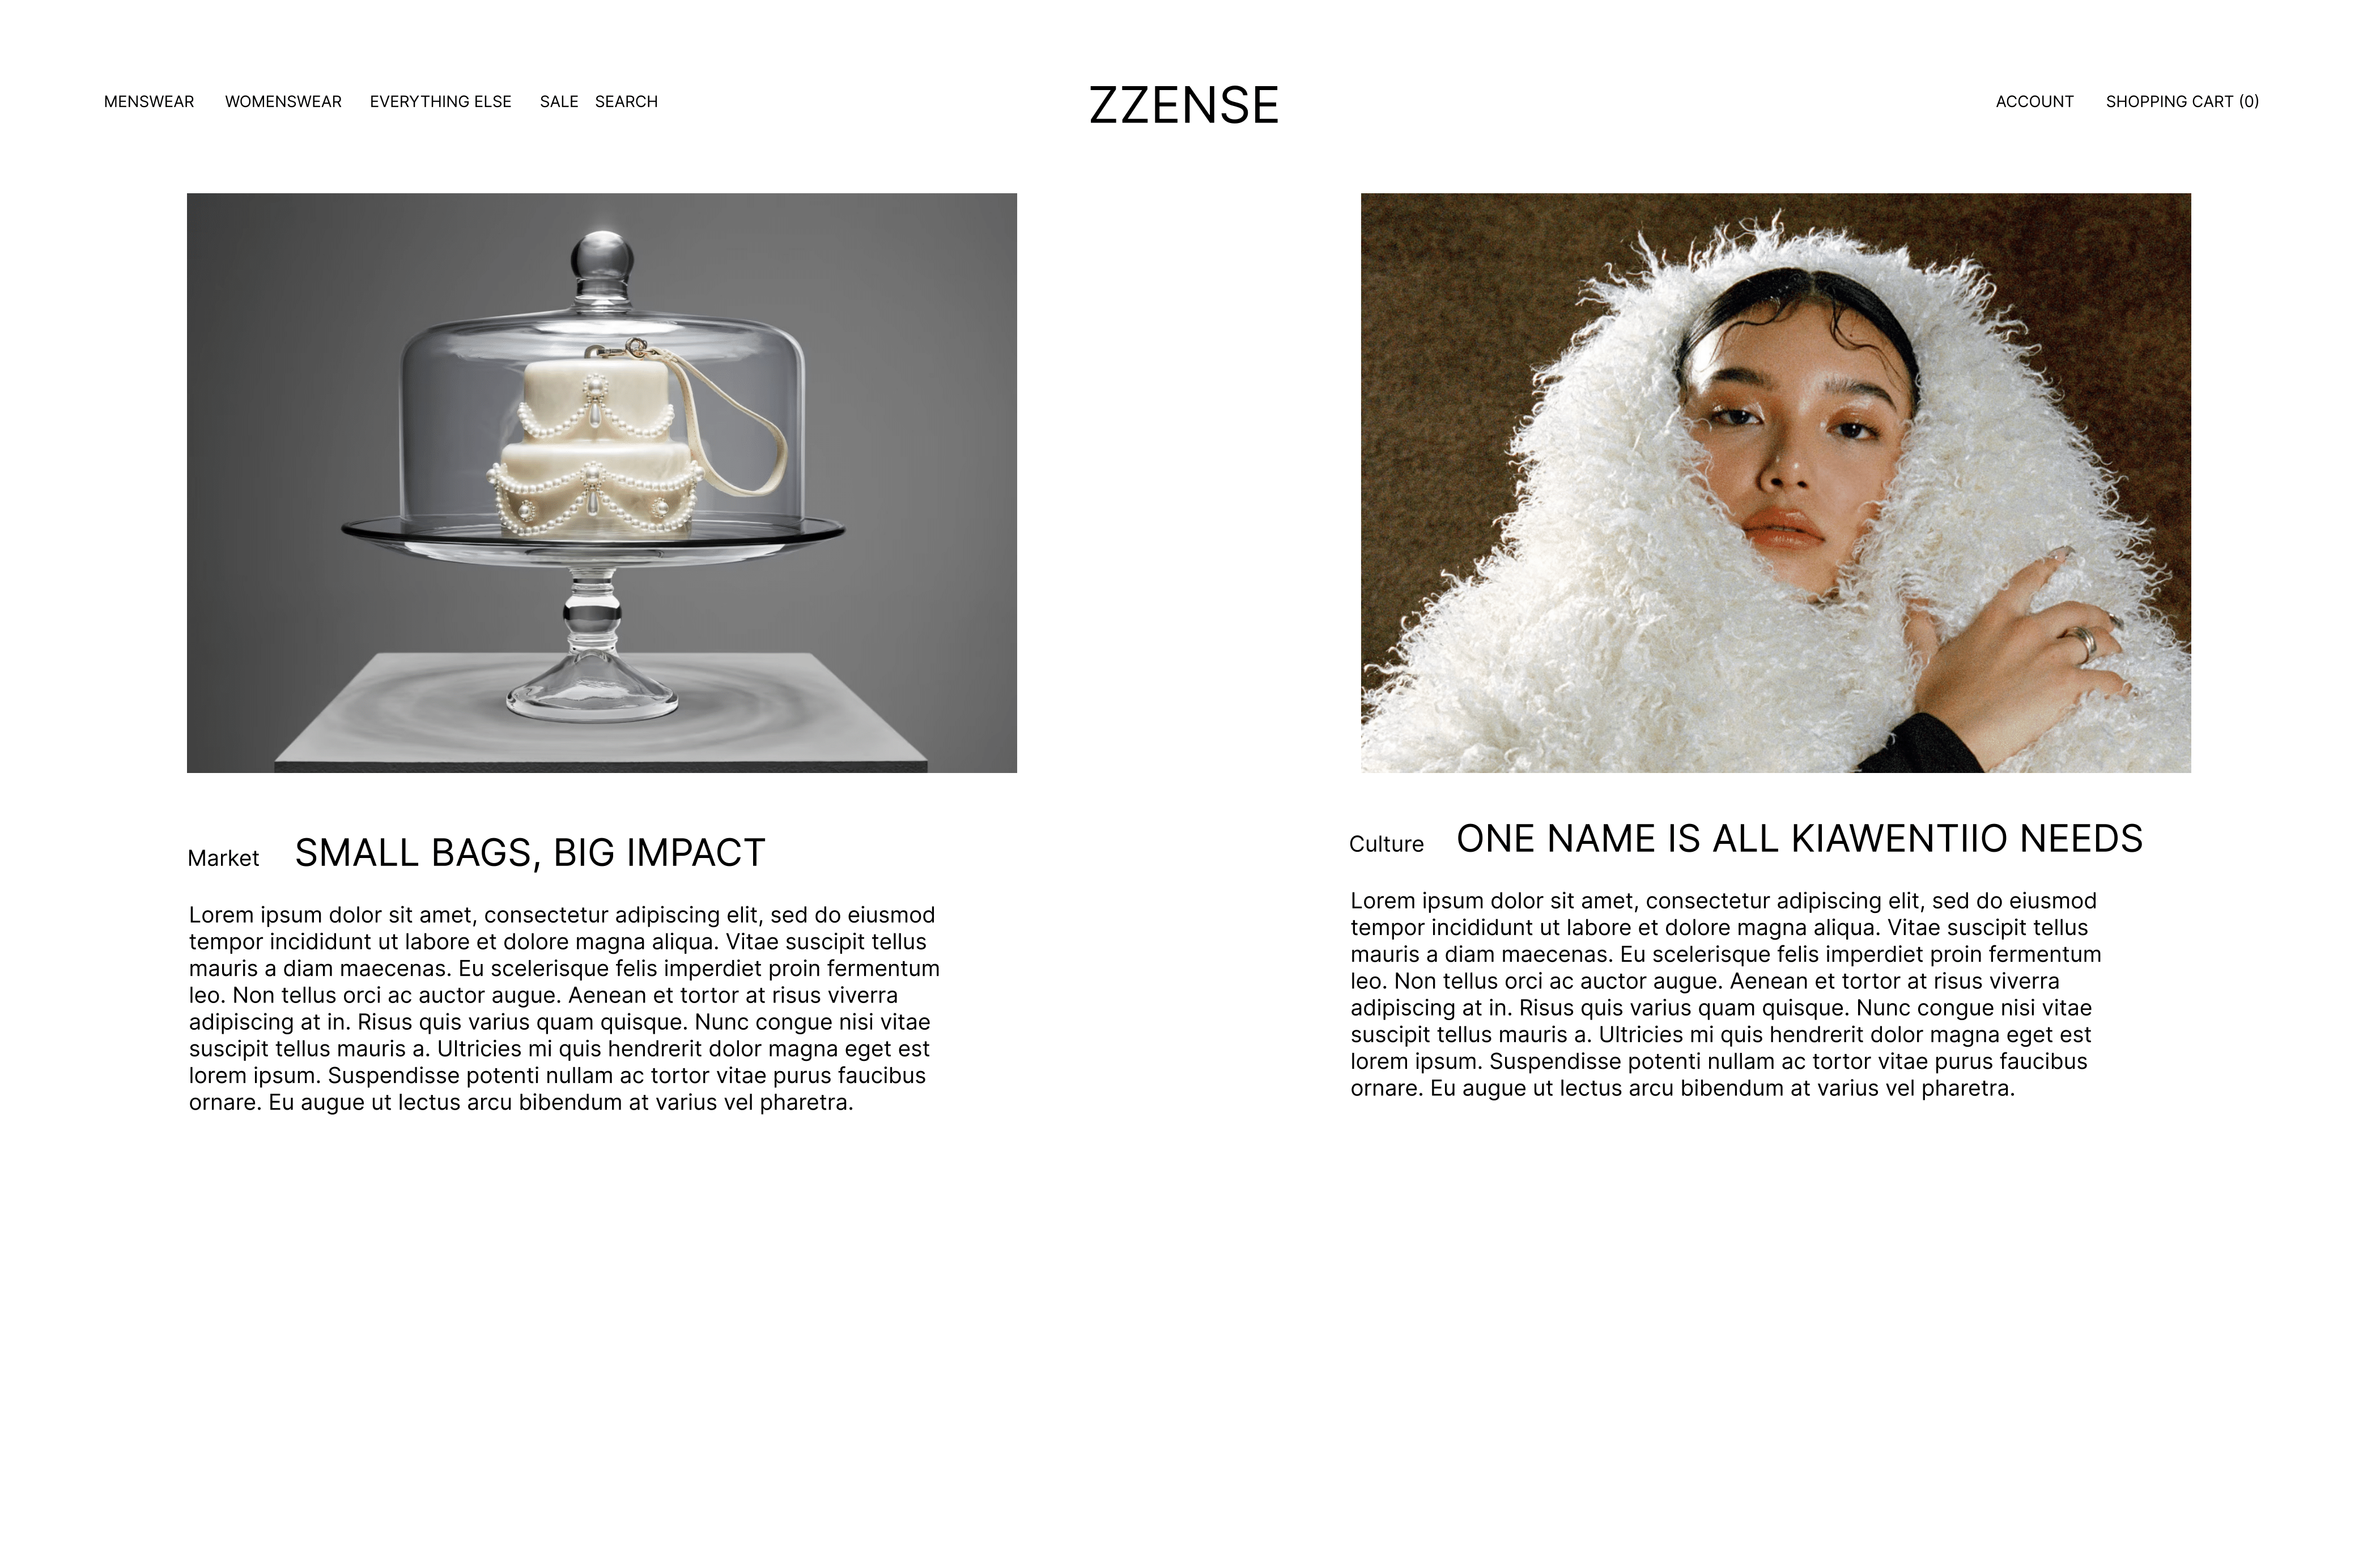 MENSWEAR WOMENSWEAR EVERYTHING ELSE SALE SEARCH ZZENSE ACCOUNT SHOPPING CART (0)
Market SMALL BAGS, BIG IMPACT
Lorem ipsum dolor sit amet, consectetur adipiscing elit, sed do eiusmod
tempor incididunt ut labore et dolore magna aliqua. Vitae suscipit tellus
mauris a diam maecenas. Eu scelerisque felis imperdiet proin fermentum
leo. Non tellus orci ac auctor augue. Aenean et tortor at risus viverra
adipiscing at in. Risus quis varius quam quisque. Nunc congue nisi vitae
suscipit tellus mauris a. Ultricies mi quis hendrerit dolor magna eget est
lorem ipsum. Suspendisse potenti nullam ac tortor vitae purus faucibus
ornare. Eu augue ut lectus arcu bibendum at varius vel pharetra.
Culture ONE NAME IS ALL KIAWENTIIO NEEDS
Lorem ipsum dolor sit amet, consectetur adipiscing elit, sed do eiusmod
tempor incididunt ut labore et dolore magna aliqua. Vitae suscipit tellus
mauris a diam maecenas. Eu scelerisque felis imperdiet proin fermentum
leo. Non tellus orci ac auctor augue. Aenean et tortor at risus viverra
adipiscing at in. Risus quis varius quam quisque. Nunc congue nisi vitae
suscipit tellus mauris a. Ultricies mi quis hendrerit dolor magna eget est
lorem ipsum. Suspendisse potenti nullam ac tortor vitae purus faucibus
ornare. Eu augue ut lectus arcu bibendum at varius vel pharetra.